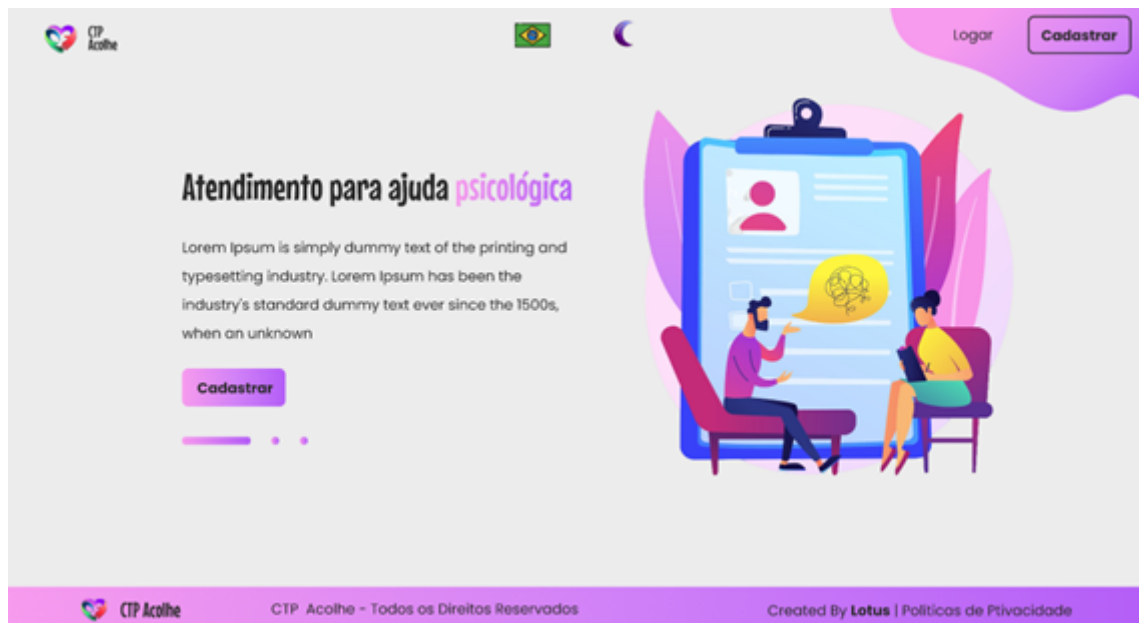 CTP
Acolhe
Logar
Cadastrar
Atendimento para ajuda psicológica
Lorem Ipsum is simply dummy text of the printing and
typesetting industry. Lorem Ipsum has been the
industry's standard dummy text ever since the 1500s,
when an unknown
Cadastrar
CTP Acolhe
CTP Acolhe - Todos os Direitos Reservados
Created By Lotus | Políticas de Ptivacidade